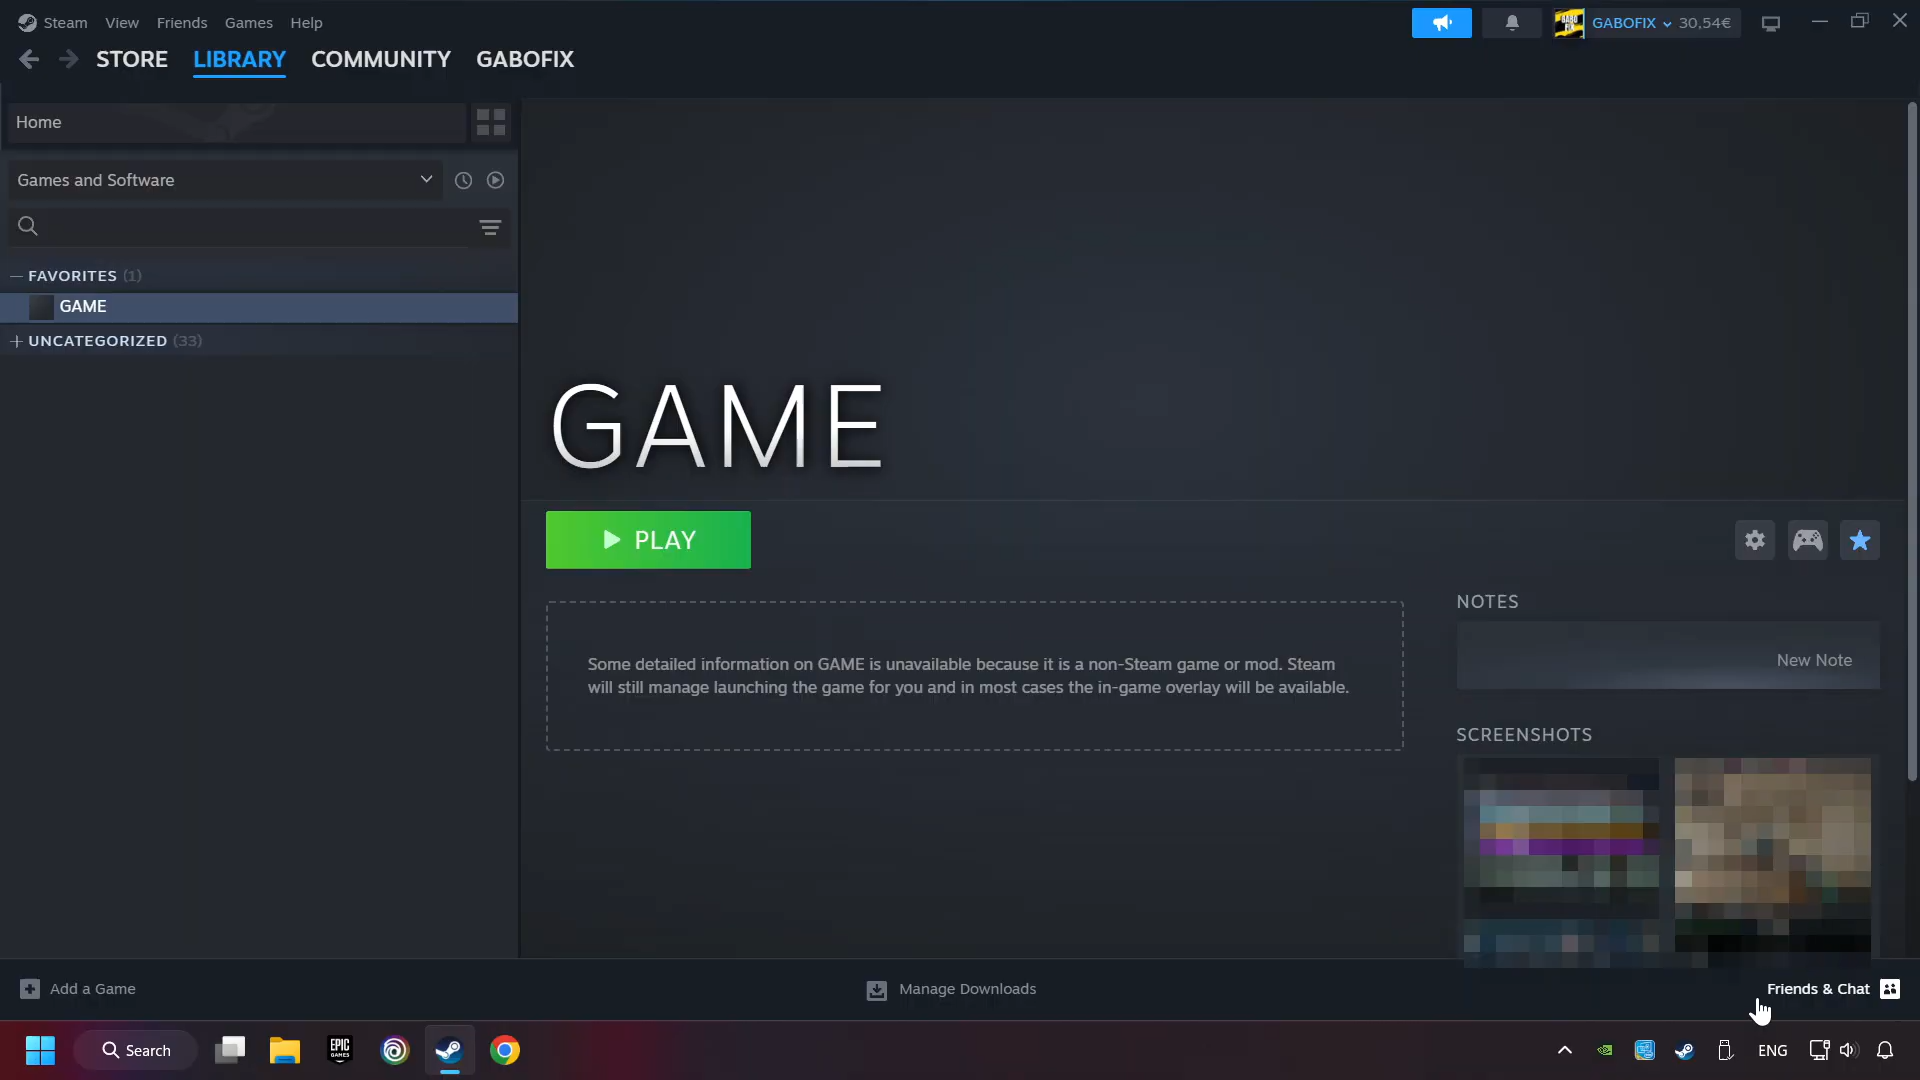 Steam View Friends Games Help
GABOFIX 30,54€
STORE LIBRARY COMMUNITY GABOFIX
Home
Games and Software
FAVORITES (1)
GAME
UNCATEGORIZED (33)
GAME
PLAY
Some detailed information on GAME is unavailable because it is a non-Steam game or mod. Steam
will still manage launching the game for you and in most cases the in-game overlay will be available.
NOTES
New Note
SCREENSHOTS
Add a Game
Manage Downloads
Friends & Chat
Search
EPIC
GAMES
ENG